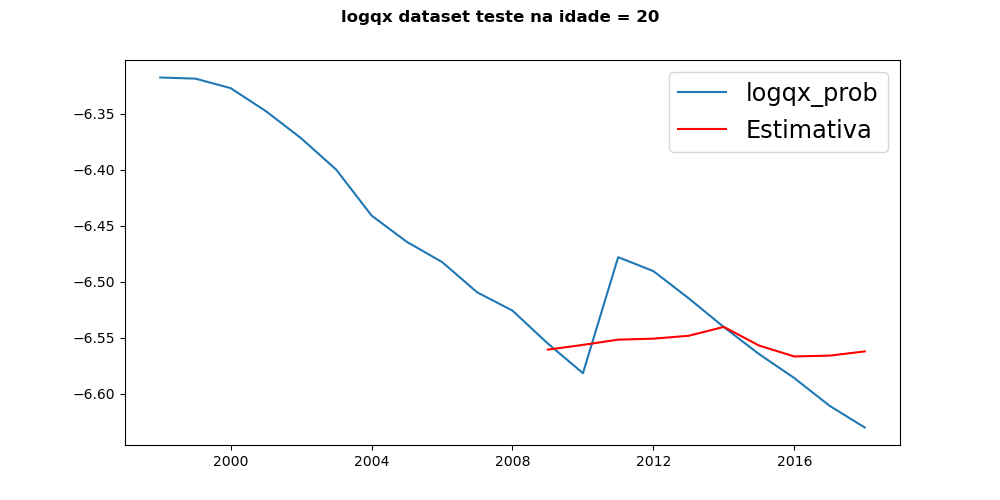 logqx dataset teste na idade = 20
logqx_prob
Estimativa
−6.35
−6.40
−6.45
−6.50
−6.55
−6.60
2000 2004 2008 2012 2016